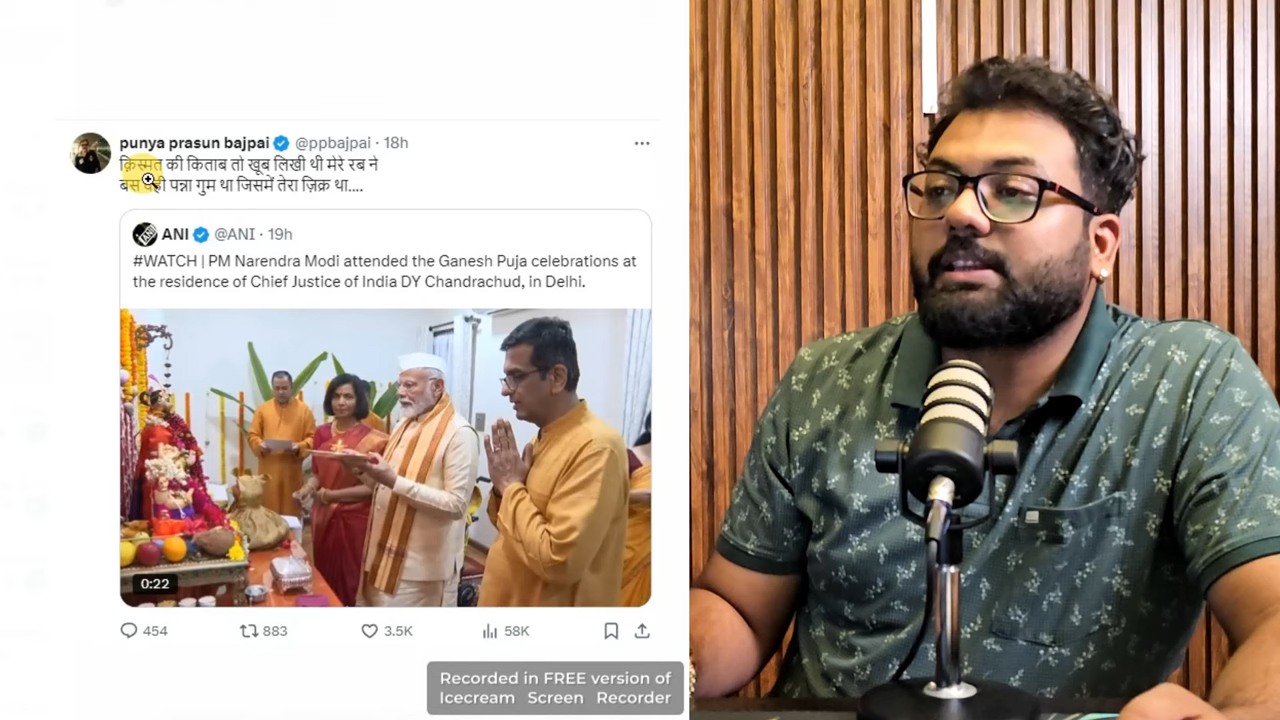 punya prasun bajpai @ppbajpai · 18h
क़िस्मत की किताब तो खूब लिखी थी मेरे रब ने
बस पन्ना गुम था जिसमें तेरा ज़िक्र था....
ANI @ANI · 19h
#WATCH | PM Narendra Modi attended the Ganesh Puja celebrations at
the residence of Chief Justice of India DY Chandrachud, in Delhi.
0:22
454 883 3.5K 58K
Recorded in FREE version of
Icecream Screen Recorder